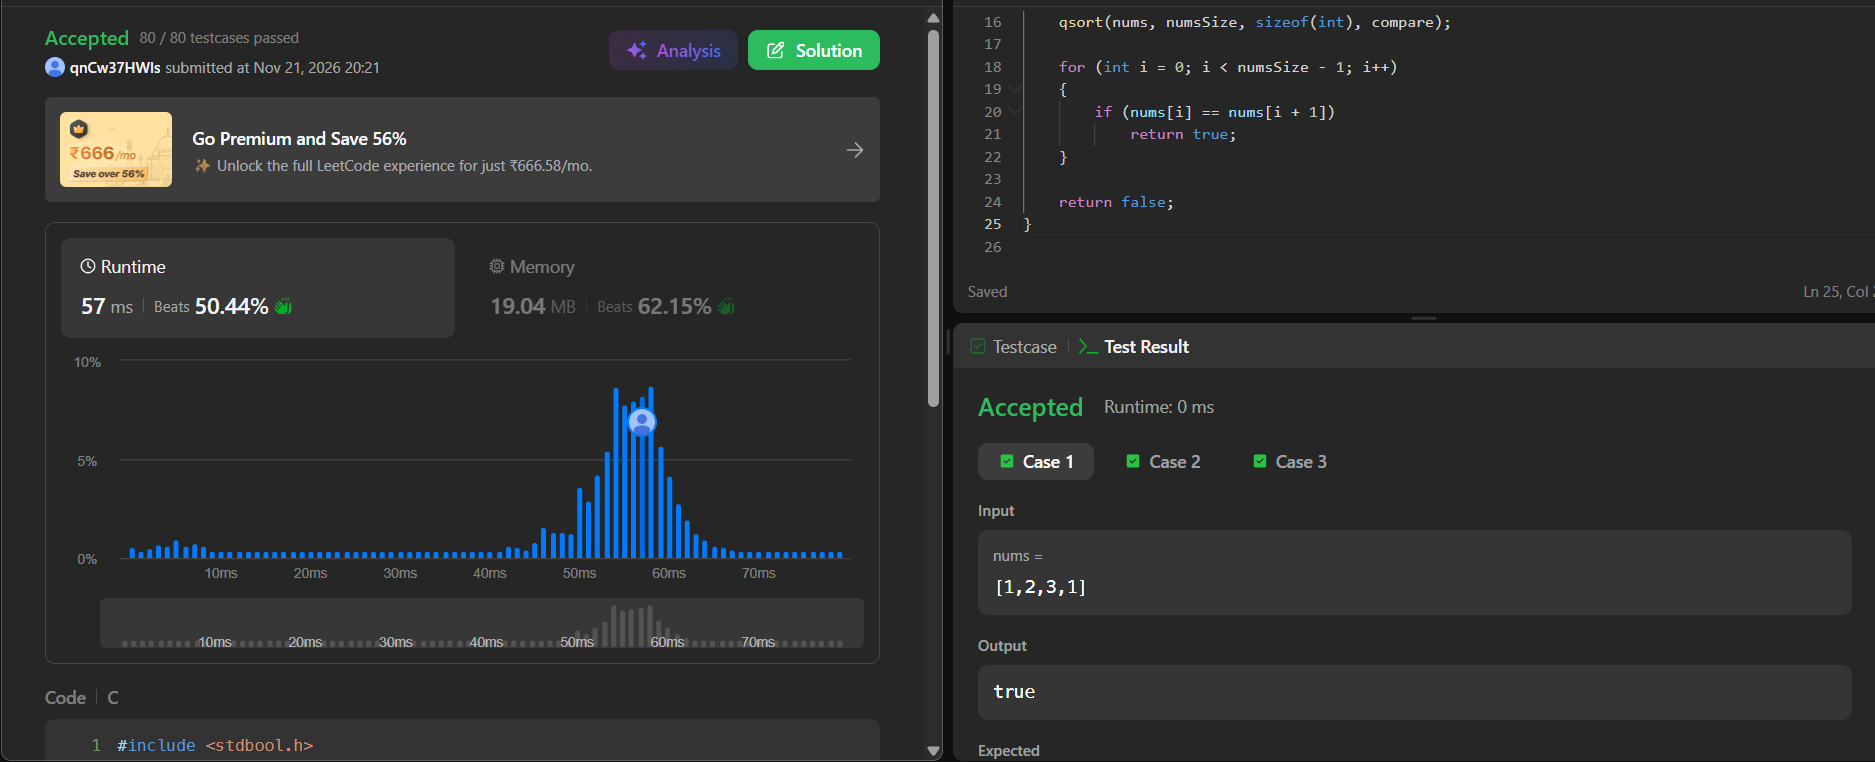 Accepted 80 / 80 testcases passed
qnCw37HWIs submitted at Nov 21, 2026 20:21
Analysis
Solution
₹666 /mo
Save over 56%
Go Premium and Save 56%
✨ Unlock the full LeetCode experience for just ₹666.58/mo.
Runtime
57 ms | Beats 50.44%
Memory
19.04 MB | Beats 62.15%
10%
5%
0%
10ms 20ms 30ms 40ms 50ms 60ms 70ms
10ms 20ms 30ms 40ms 50ms 60ms 70ms
Code | C
1 #include <stdbool.h>
16 qsort(nums, numsSize, sizeof(int), compare);
17
18 for (int i = 0; i < numsSize - 1; i++)
19 {
20 if (nums[i] == nums[i + 1])
21 return true;
22 }
23
24 return false;
25 }
26
Saved
Ln 25, Col
Testcase | Test Result
Accepted Runtime: 0 ms
Case 1 Case 2 Case 3
Input
nums =
[1,2,3,1]
Output
true
Expected